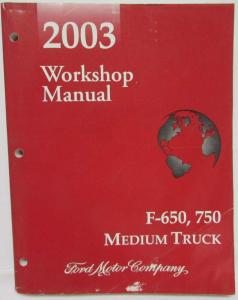 2003
Workshop
Manual
F-650, 750
MEDIUM TRUCK
Ford Motor Company